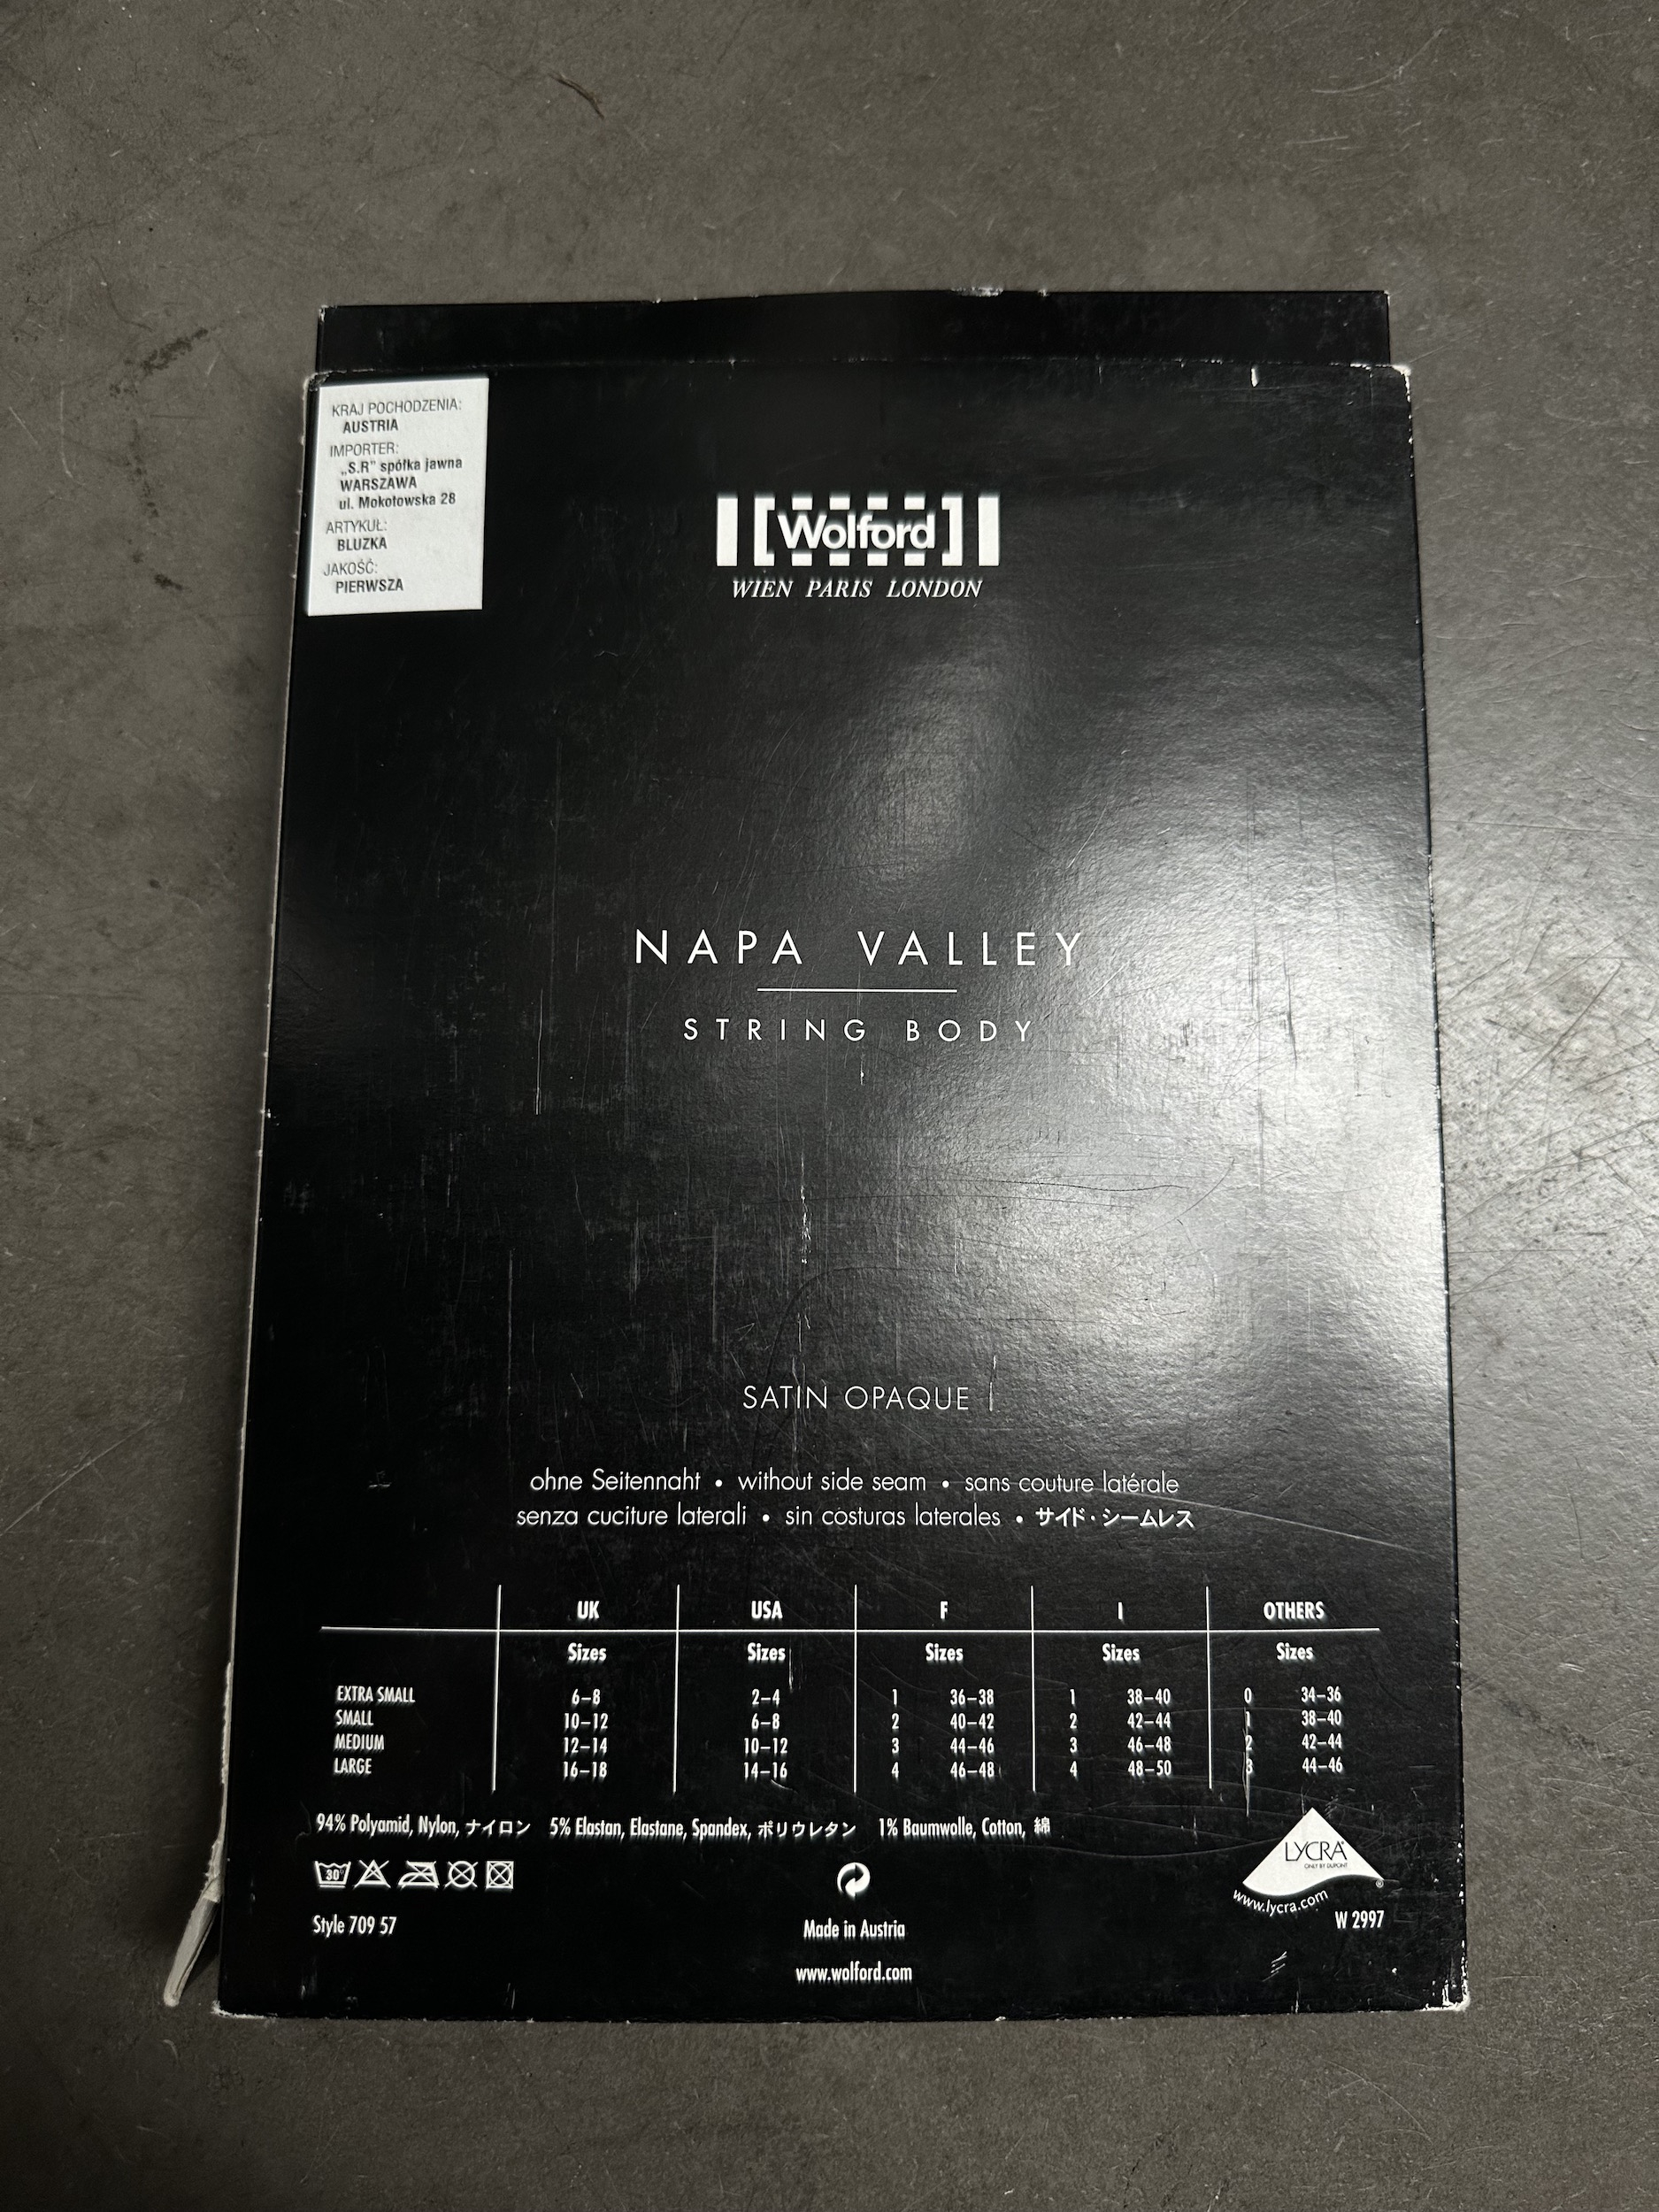 KRAJ POCHODZENIA:
AUSTRIA
IMPORTER:
„S.R" spółka jawna
WARSZAWA
ul. Mokotowska 28
ARTYKUŁ:
BLUZKA
JAKOŚĆ:
PIERWSZA
Wolford
WIEN PARIS LONDON
NAPA VALLEY
STRING BODY
SATIN OPAQUE
ohne Seitennaht • without side seam • sans couture latérale
senza cuciture laterali • sin costuras laterales • サイド・シームレス
UK USA F I OTHERS
Sizes Sizes Sizes Sizes Sizes
EXTRA SMALL 6–8 2–4 1 36–38 1 38–40 0 34–36
SMALL 10–12 6–8 2 40–42 2 42–44 1 38–40
MEDIUM 12–14 10–12 3 44–46 3 46–48 2 42–44
LARGE 16–18 14–16 4 46–48 4 48–50 3 44–46
94% Polyamid, Nylon, ナイロン 5% Elastan, Elastane, Spandex, ポリウレタン 1% Baumwolle, Cotton, 綿
30°
LYCRA®
ONLY BY DUPONT
®
www.lycra.com
Style 709 57
Made in Austria
W 2997
www.wolford.com